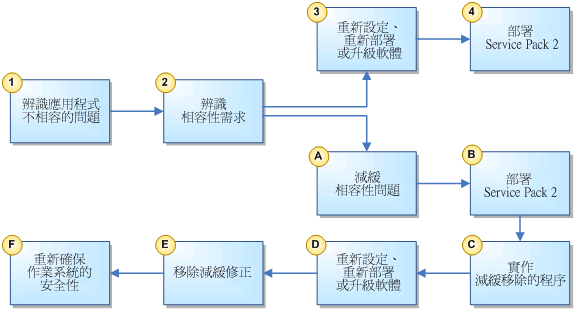 1
辨識應用程式
不相容的問題
2
辨識
相容性需求
3
重新設定、
重新部署
或升級軟體
4
部署
Service Pack 2
A
減緩
相容性問題
B
部署
Service Pack 2
C
實作
減緩移除的程序
D
重新設定、
重新部署
或升級軟體
E
移除減緩修正
F
重新確保
作業系統的
安全性